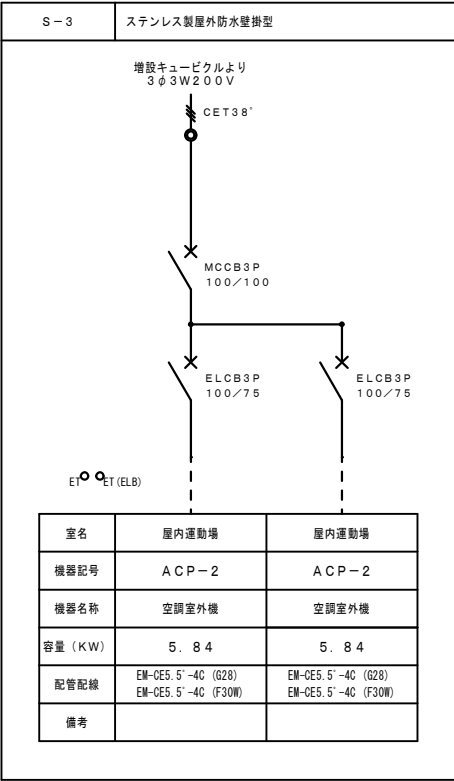 S－3 ステンレス製屋外防水壁掛型
増設キュービクルより
3φ3W200V
CET38°
MCCB3P
100／100
ELCB3P
100／75
ELCB3P
100／75
ET ET(ELB)
室名 屋内運動場 屋内運動場
機器記号 ACP－2 ACP－2
機器名称 空調室外機 空調室外機
容量（KW） 5．84 5．84
配管配線 EM-CE5.5°-4C (G28) EM-CE5.5°-4C (G28)
EM-CE5.5°-4C (F30W) EM-CE5.5°-4C (F30W)
備考